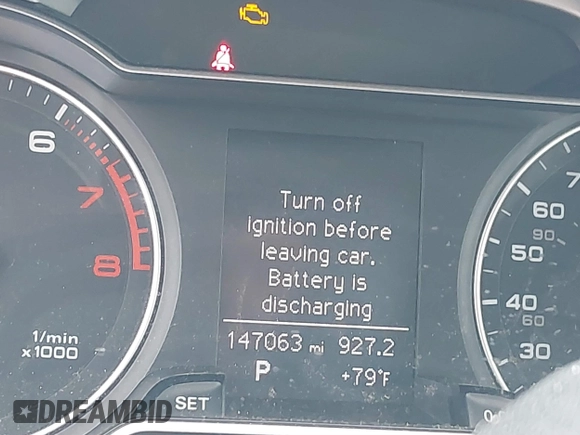 6
7
8
1/min
x1000
Turn off
ignition before
leaving car.
Battery is
discharging
147063 mi 927.2
P +79°F
SET
7
60
90
50
40
60
30
DREAMBID